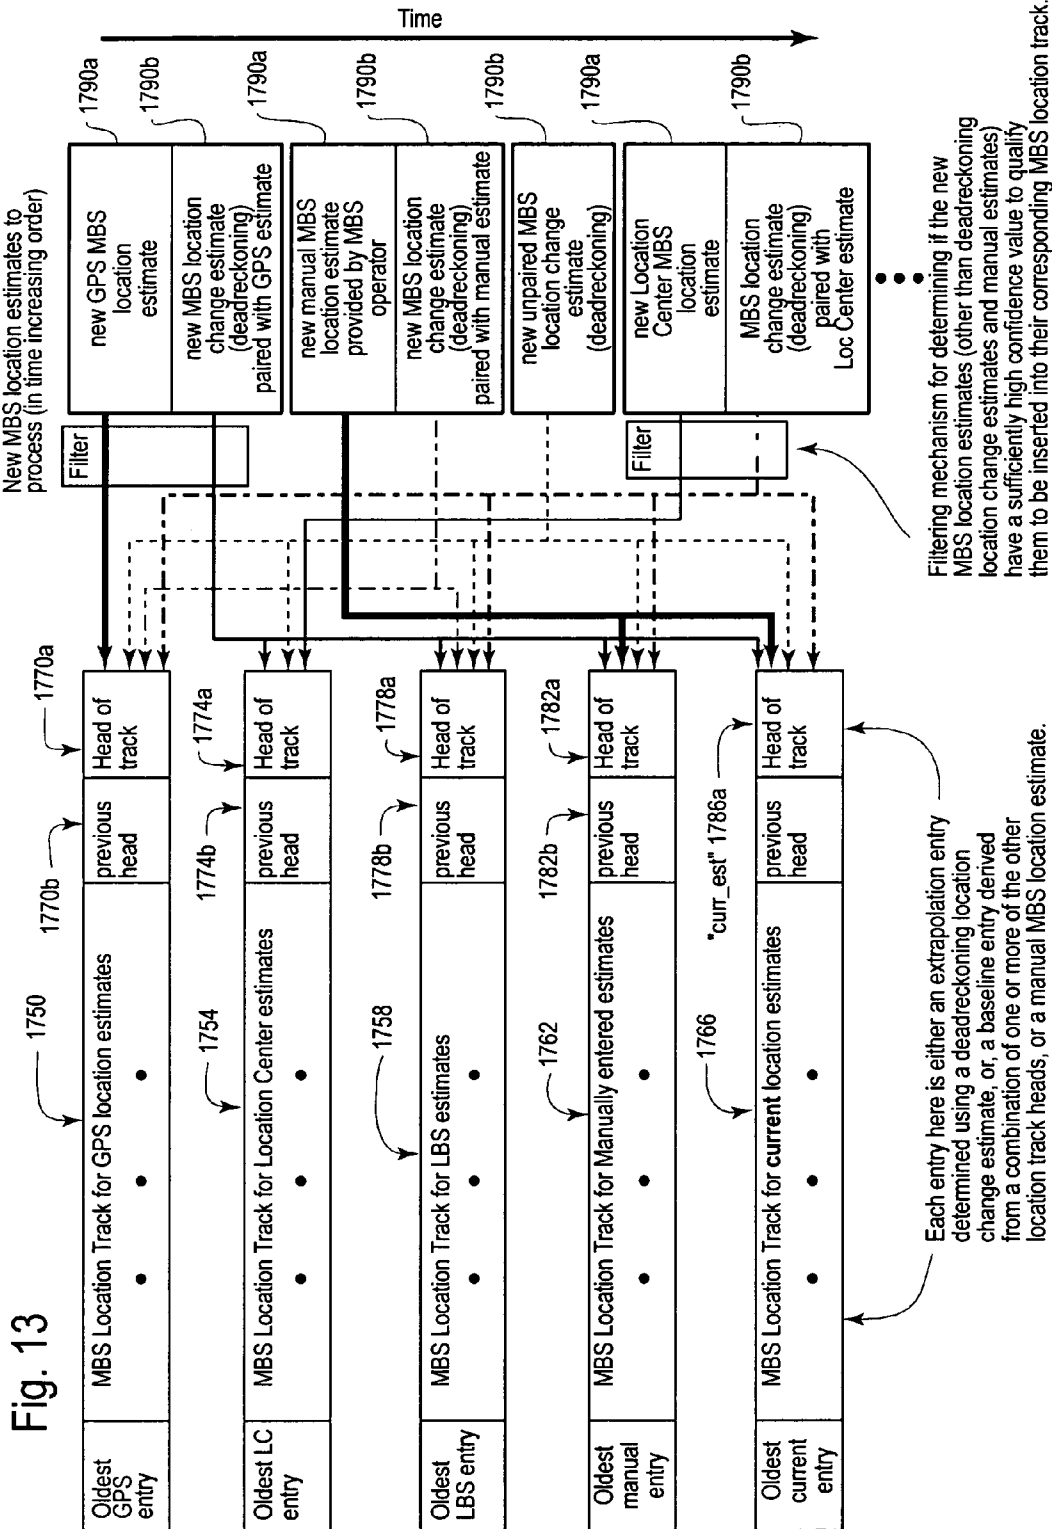 Fig. 13
New MBS location estimates to
process (in time increasing order)
Time
1790a
new GPS MBS
location
estimate
1790b
new MBS location
change estimate
(deadreckoning)
paired with GPS estimate
1790a
new manual MBS
location estimate
provided by MBS
operator
1790b
new MBS location
change estimate
(deadreckoning)
paired with manual estimate
1790b
new unpaired MBS
location change
estimate
(deadreckoning)
1790a
new Location
Center MBS
location
estimate
1790b
MBS location
change estimate
(deadreckoning)
paired with
Loc Center estimate
Filter
Filter
Filtering mechanism for determining if the new
MBS location estimates (other than deadreckoning
location change estimates and manual estimates)
have a sufficiently high confidence value to qualify
them to be inserted into their corresponding MBS location track.
Oldest
GPS
entry
MBS Location Track for GPS location estimates
1750
previous
head
1770b
Head of
track
1770a
Oldest LC
entry
MBS Location Track for Location Center estimates
1754
previous
head
1774b
Head of
track
1774a
Oldest
LBS entry
MBS Location Track for LBS estimates
1758
previous
head
1778b
Head of
track
1778a
Oldest
manual
entry
MBS Location Track for Manually entered estimates
1762
previous
head
1782b
Head of
track
1782a
Oldest
current
entry
MBS Location Track for current location estimates
1766
previous
head
"curr_est" 1786a
Head of
track
Each entry here is either an extrapolation entry
determined using a deadreckoning location
change estimate, or, a baseline entry derived
from a combination of one or more of the other
location track heads, or a manual MBS location estimate.